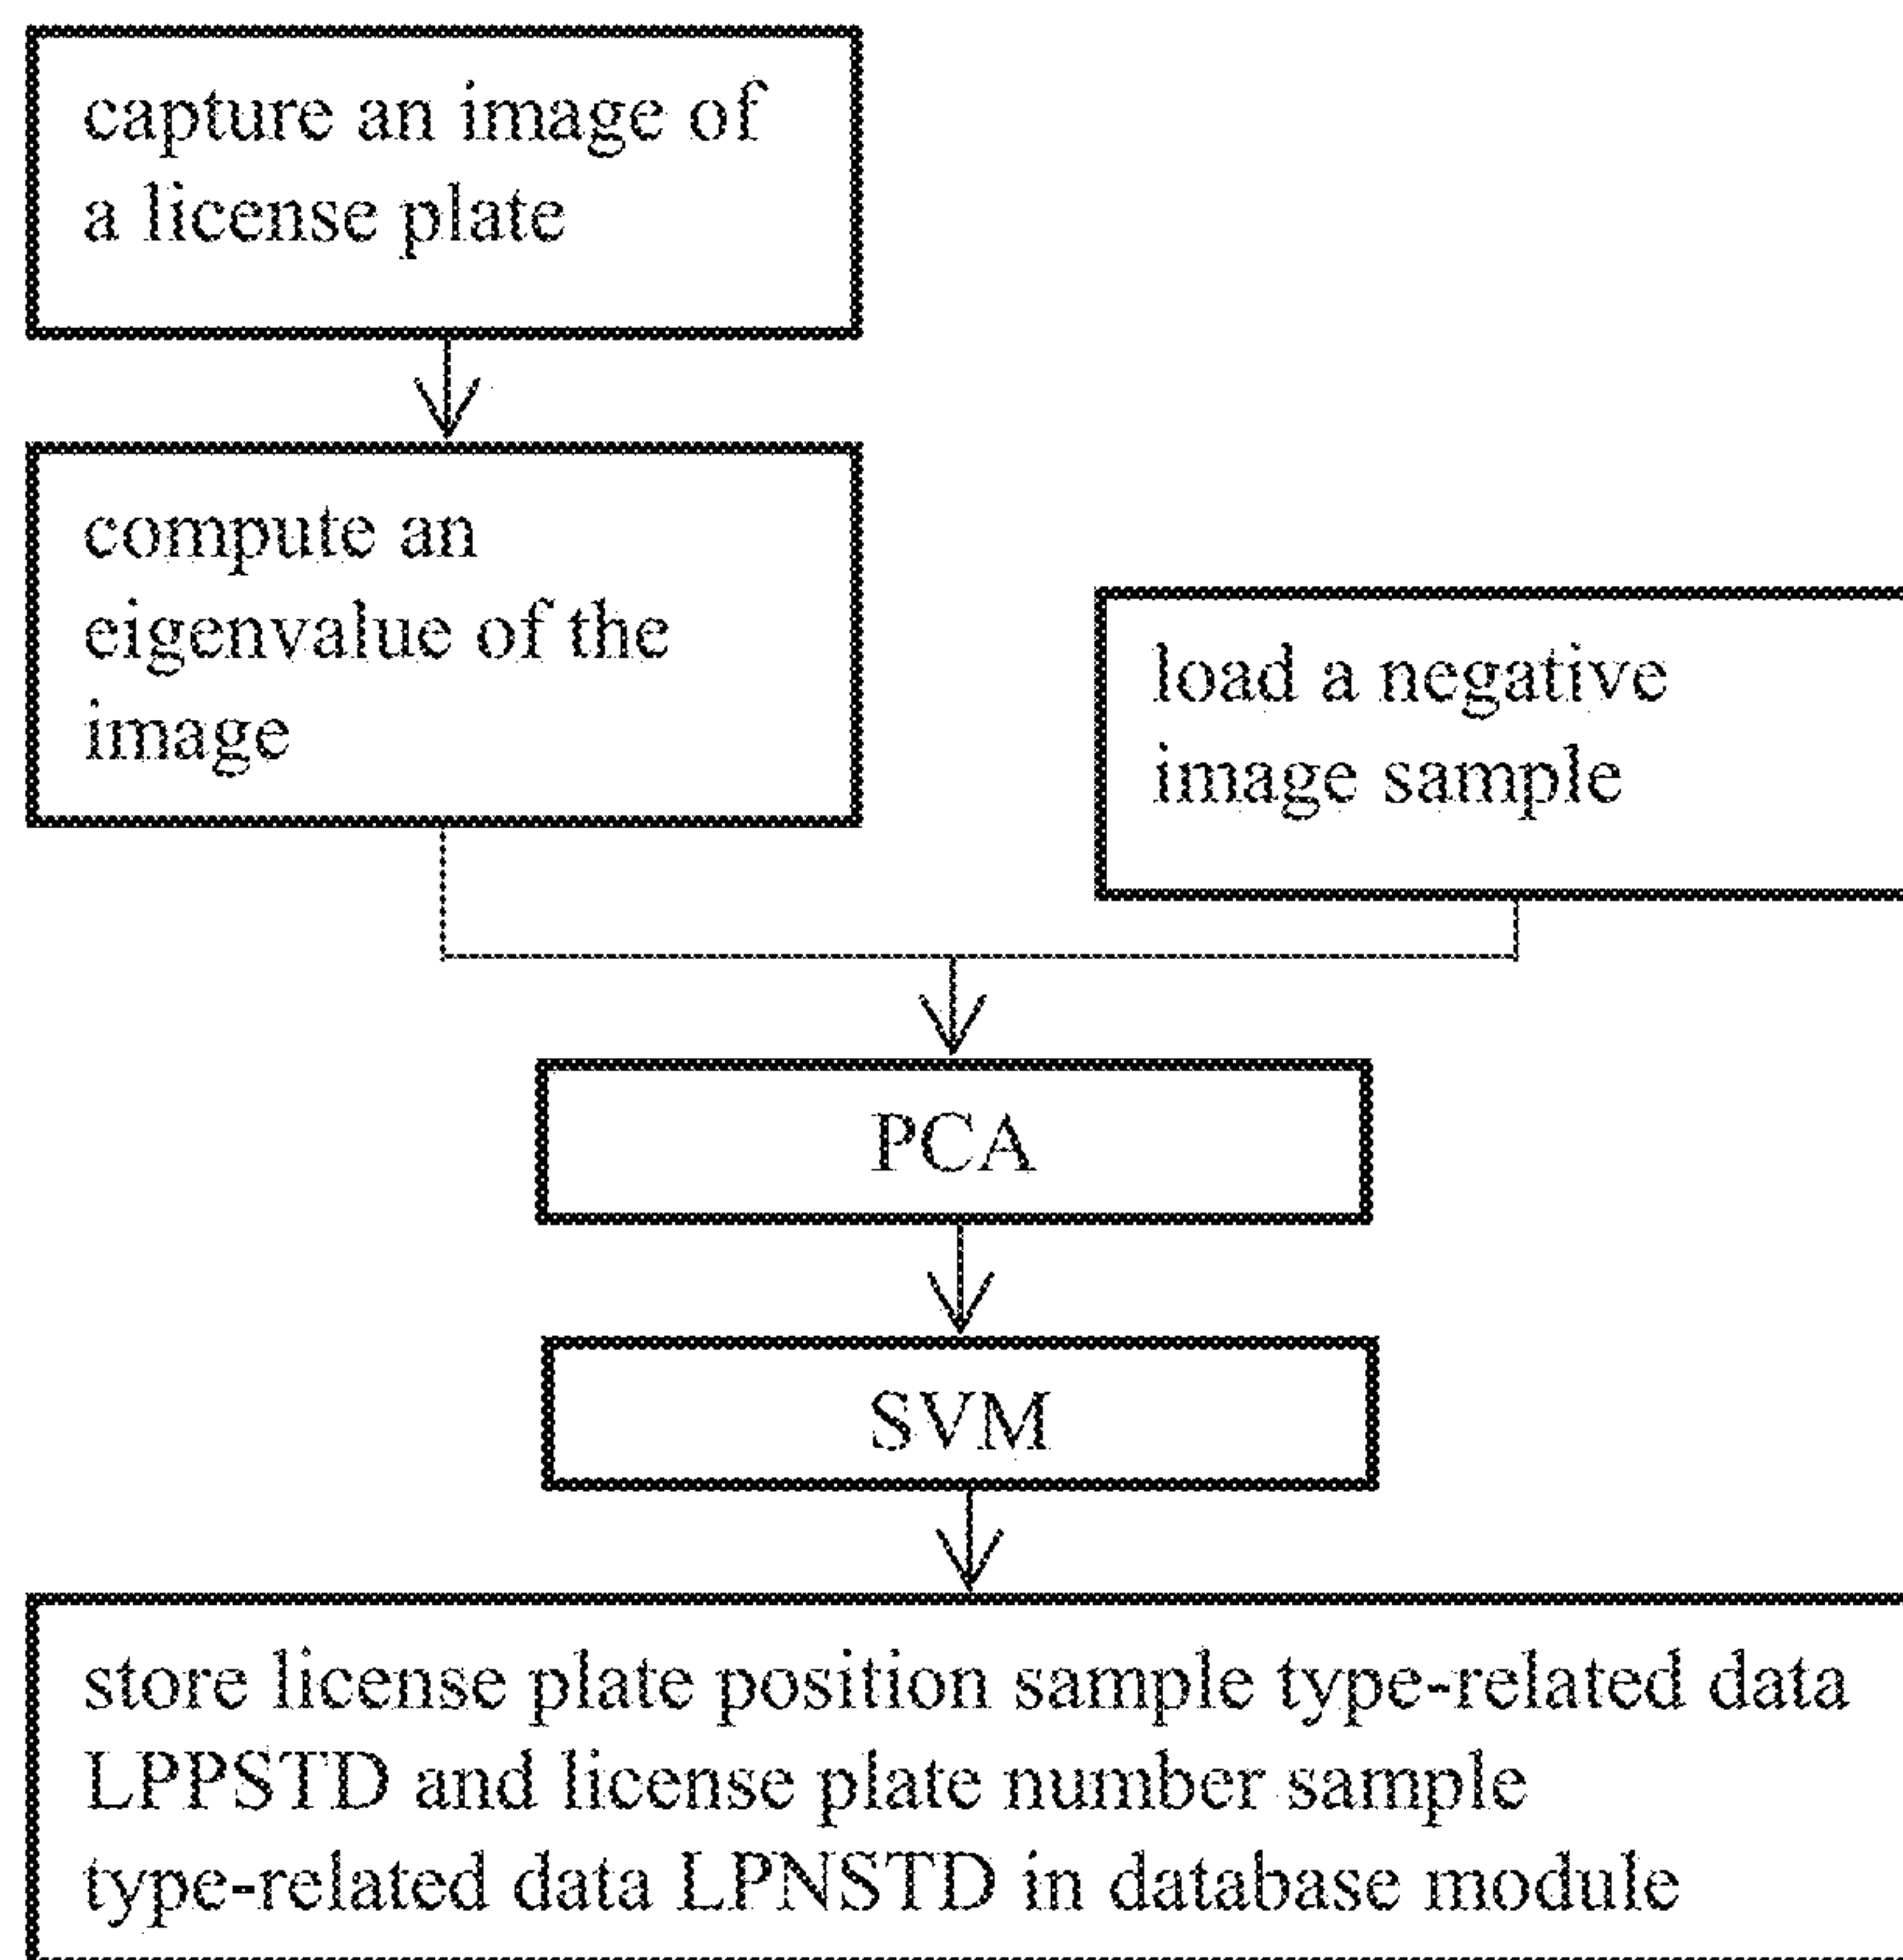 capture an image of
a license plate
compute an
eigenvalue of the
image
load a negative
image sample
PCA
SVM
store license plate position sample type-related data
LPPSTD and license plate number sample
type-related data LPNSTD in database module